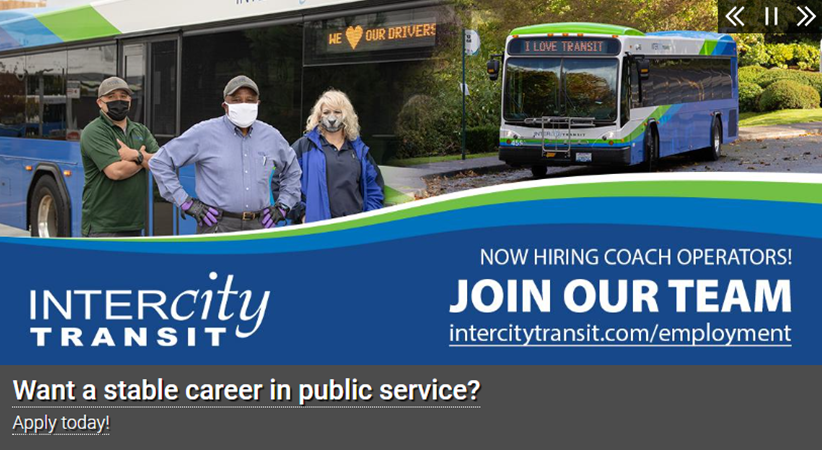 WE OUR DRIVERS
I LOVE TRANSIT
INTERcity
TRANSIT
NOW HIRING COACH OPERATORS!
JOIN OUR TEAM
intercitytransit.com/employment
Want a stable career in public service?
Apply today!